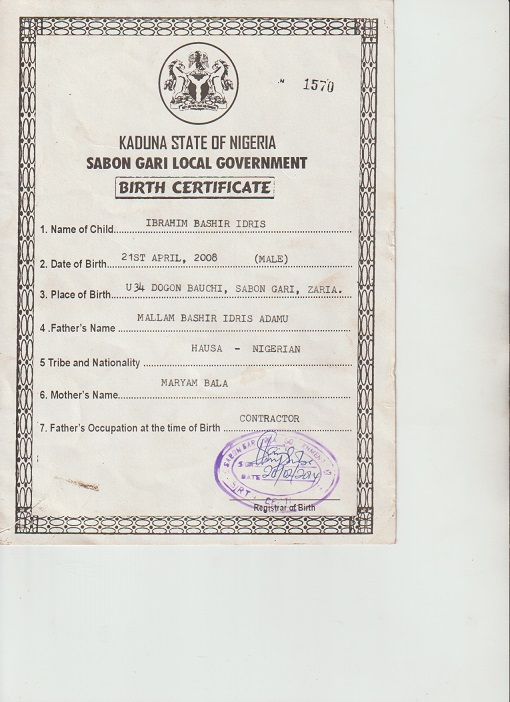 N 1570
KADUNA STATE OF NIGERIA
SABON GARI LOCAL GOVERNMENT
BIRTH CERTIFICATE
1. Name of Child IBRAHIM BASHIR IDRIS
2. Date of Birth 21ST APRIL, 2008 (MALE)
3. Place of Birth U34 DOGON BAUCHI, SABON GARI, ZARIA.
4 .Father's Name MALLAM BASHIR IDRIS ADAMU
5 Tribe and Nationality HAUSA - NIGERIAN
6. Mother's Name MARYAM BALA
7. Father's Occupation at the time of Birth CONTRACTOR
DATE
Registrar of Birth